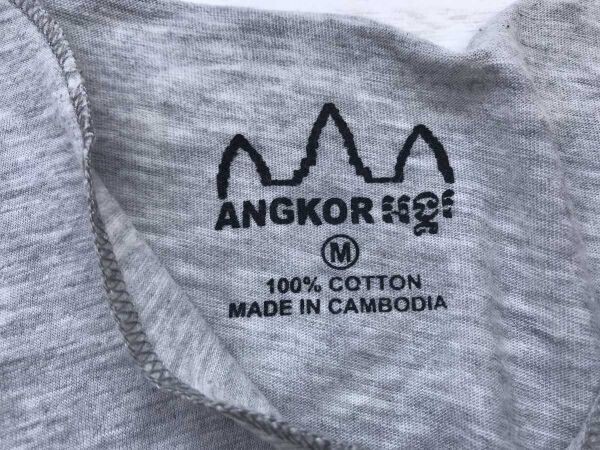 ANGKOR អង្គរ
M
100% COTTON
MADE IN CAMBODIA